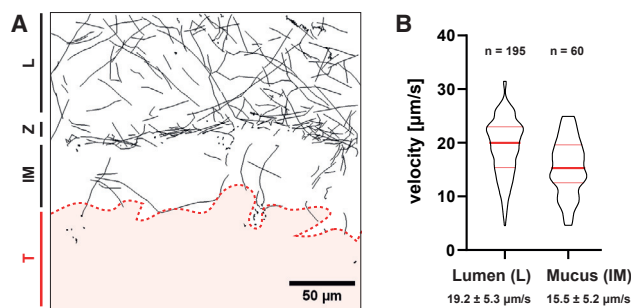 A
L
Z
IM
T
50 µm
B
n = 195
n = 60
velocity [µm/s]
40
30
20
10
0
Lumen (L)
Mucus (IM)
19.2 ± 5.3 µm/s
15.5 ± 5.2 µm/s